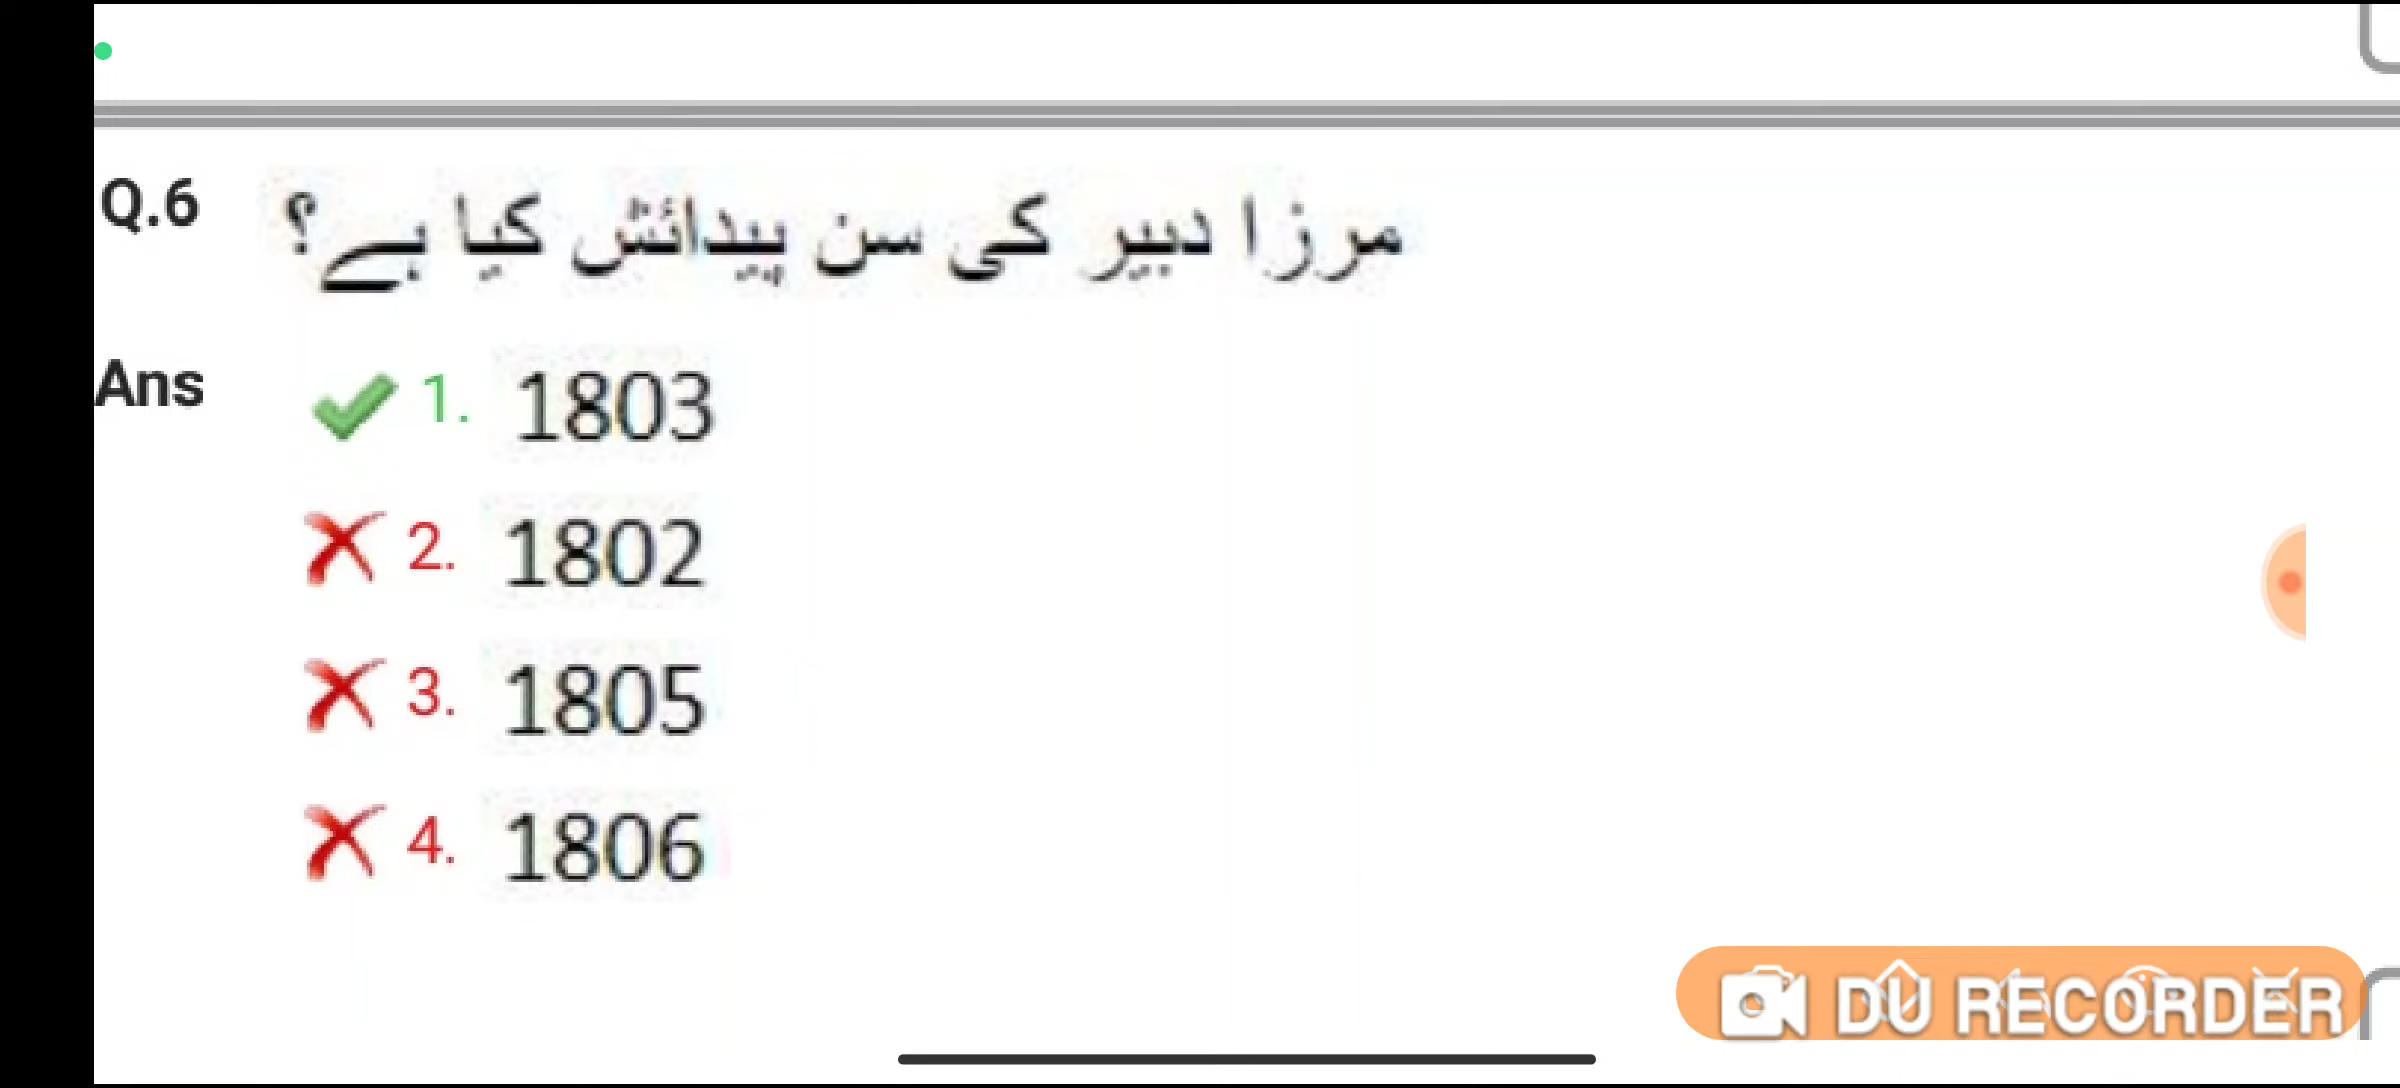 Q.6 مرزا دبیر کی سن پیدائش کیا ہے؟
Ans 1. 1803
2. 1802
3. 1805
4. 1806
DU RECORDER